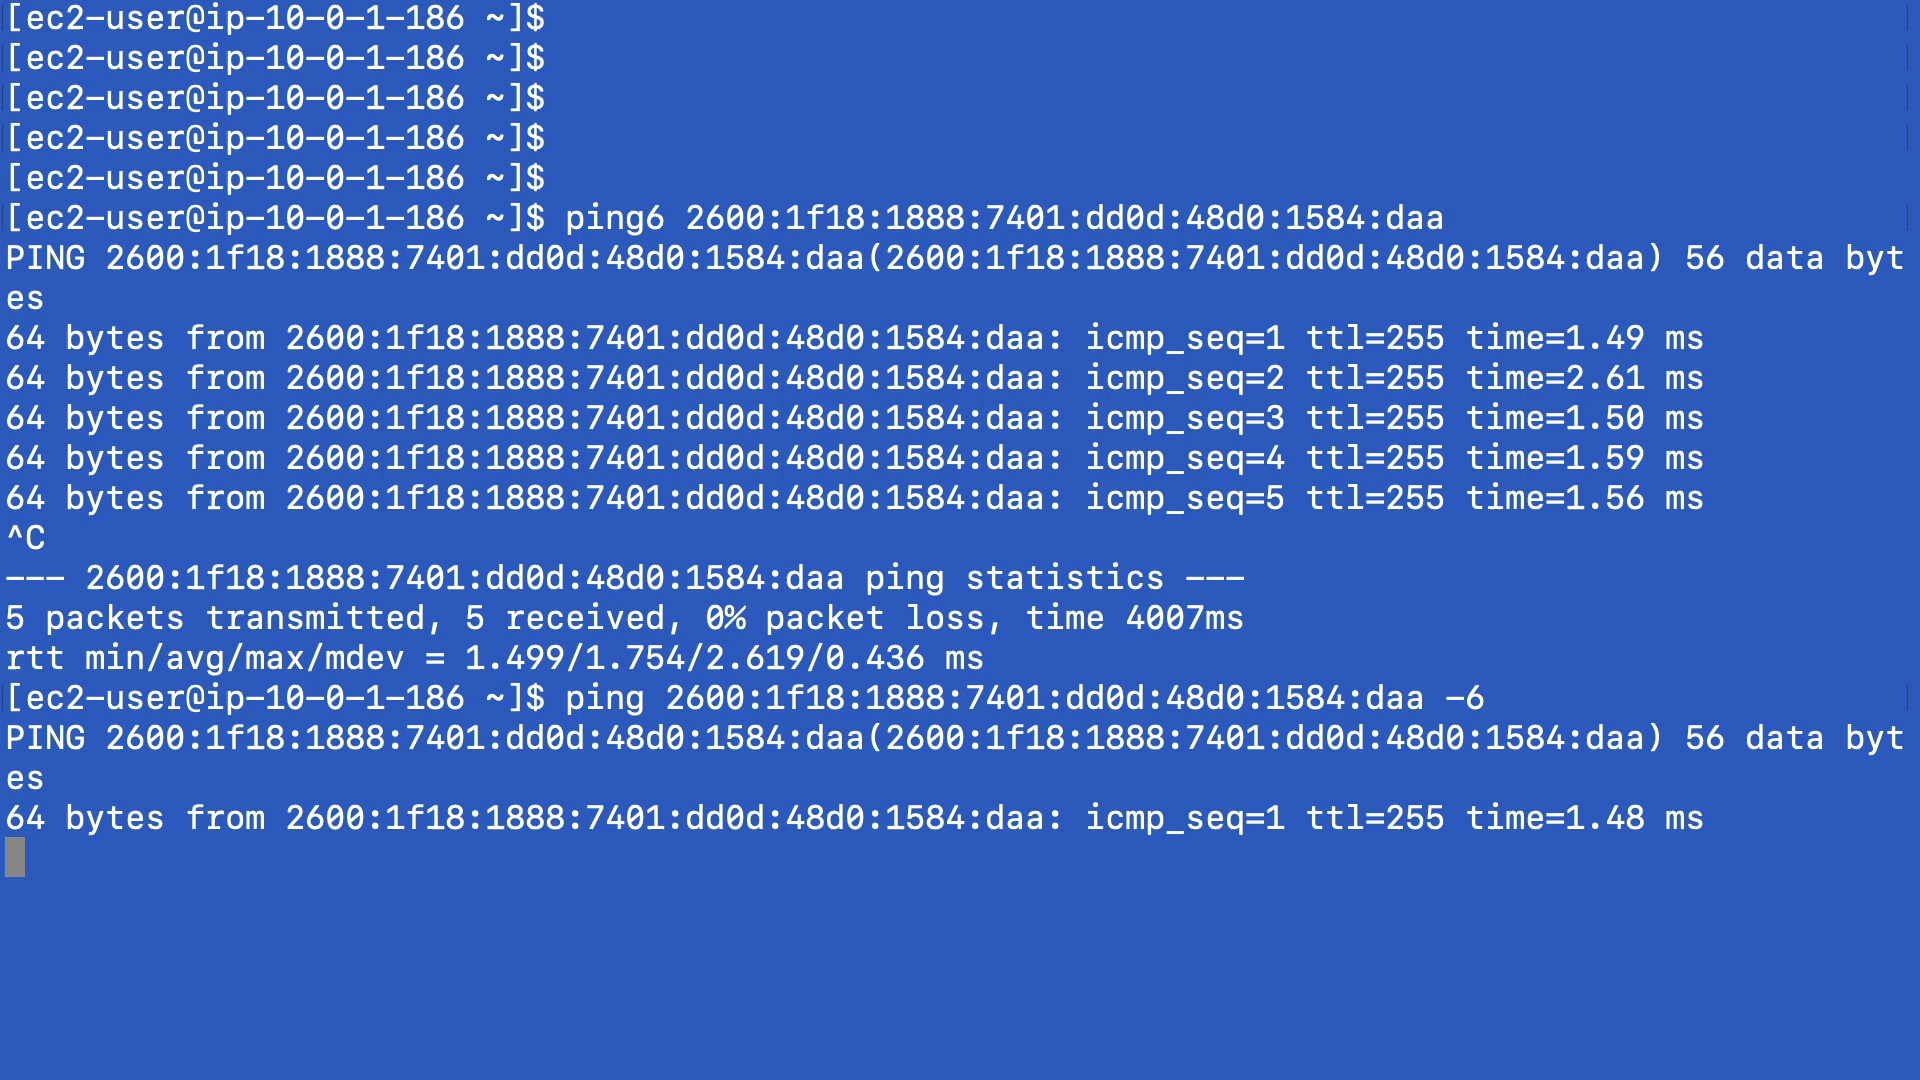 [ec2-user@ip-10-0-1-186 ~]$
[ec2-user@ip-10-0-1-186 ~]$
[ec2-user@ip-10-0-1-186 ~]$
[ec2-user@ip-10-0-1-186 ~]$
[ec2-user@ip-10-0-1-186 ~]$
[ec2-user@ip-10-0-1-186 ~]$ ping6 2600:1f18:1888:7401:dd0d:48d0:1584:daa
PING 2600:1f18:1888:7401:dd0d:48d0:1584:daa(2600:1f18:1888:7401:dd0d:48d0:1584:daa) 56 data byt
es
64 bytes from 2600:1f18:1888:7401:dd0d:48d0:1584:daa: icmp_seq=1 ttl=255 time=1.49 ms
64 bytes from 2600:1f18:1888:7401:dd0d:48d0:1584:daa: icmp_seq=2 ttl=255 time=2.61 ms
64 bytes from 2600:1f18:1888:7401:dd0d:48d0:1584:daa: icmp_seq=3 ttl=255 time=1.50 ms
64 bytes from 2600:1f18:1888:7401:dd0d:48d0:1584:daa: icmp_seq=4 ttl=255 time=1.59 ms
64 bytes from 2600:1f18:1888:7401:dd0d:48d0:1584:daa: icmp_seq=5 ttl=255 time=1.56 ms
^C
--- 2600:1f18:1888:7401:dd0d:48d0:1584:daa ping statistics ---
5 packets transmitted, 5 received, 0% packet loss, time 4007ms
rtt min/avg/max/mdev = 1.499/1.754/2.619/0.436 ms
[ec2-user@ip-10-0-1-186 ~]$ ping 2600:1f18:1888:7401:dd0d:48d0:1584:daa -6
PING 2600:1f18:1888:7401:dd0d:48d0:1584:daa(2600:1f18:1888:7401:dd0d:48d0:1584:daa) 56 data byt
es
64 bytes from 2600:1f18:1888:7401:dd0d:48d0:1584:daa: icmp_seq=1 ttl=255 time=1.48 ms